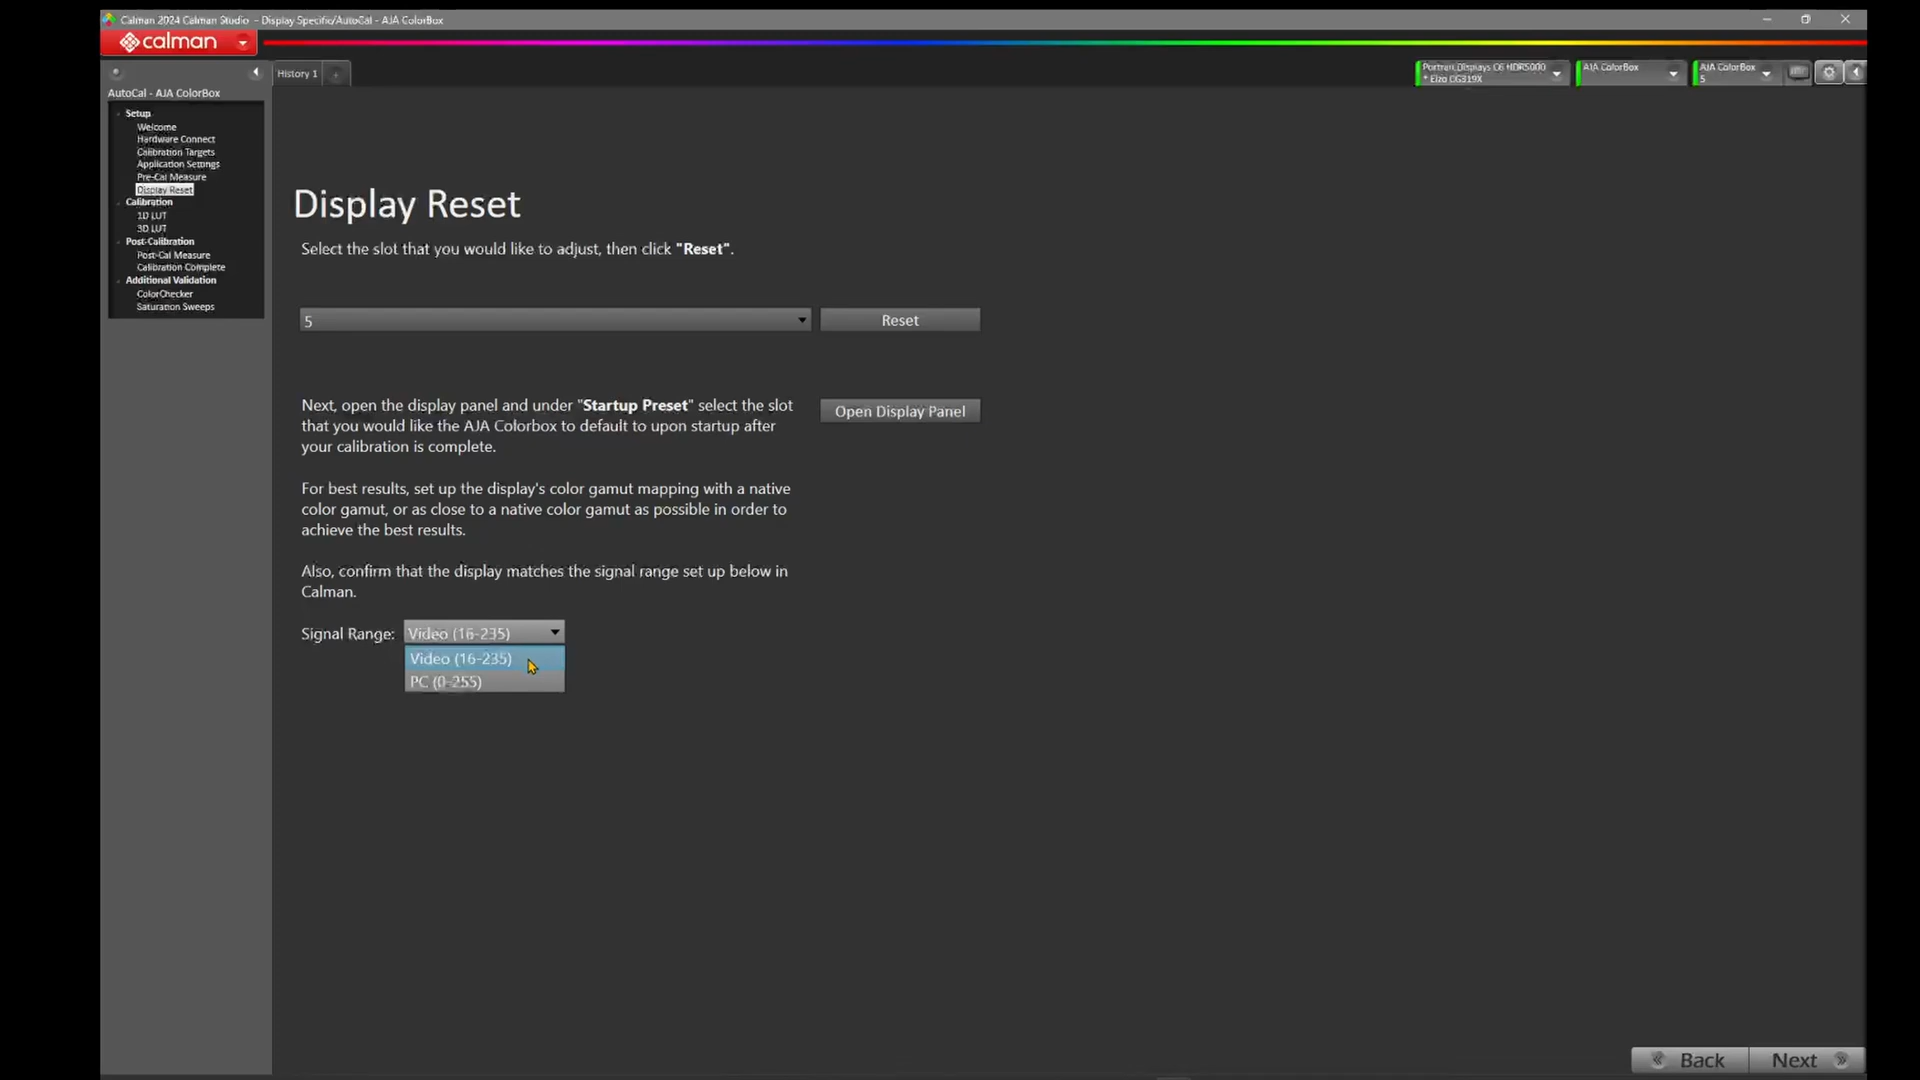 Calman 2024 Calman Studio - Display Specific/AutoCal - AJA ColorBox
calman
History 1
Portrait Displays C6 HDR5000
* Eizo CG319X
AJA ColorBox
AJA ColorBox
5
AutoCal - AJA ColorBox
Setup
Welcome
Hardware Connect
Calibration Targets
Application Settings
Pre-Cal Measure
Display Reset
Calibration
1D LUT
3D LUT
Post-Calibration
Post-Cal Measure
Calibration Complete
Additional Validation
ColorChecker
Saturation Sweeps
Display Reset
Select the slot that you would like to adjust, then click "Reset".
5
Reset
Next, open the display panel and under "Startup Preset" select the slot
that you would like the AJA Colorbox to default to upon startup after
your calibration is complete.
Open Display Panel
For best results, set up the display's color gamut mapping with a native
color gamut, or as close to a native color gamut as possible in order to
achieve the best results.
Also, confirm that the display matches the signal range set up below in
Calman.
Signal Range: Video (16-235)
Video (16-235)
PC (0-255)
Back
Next